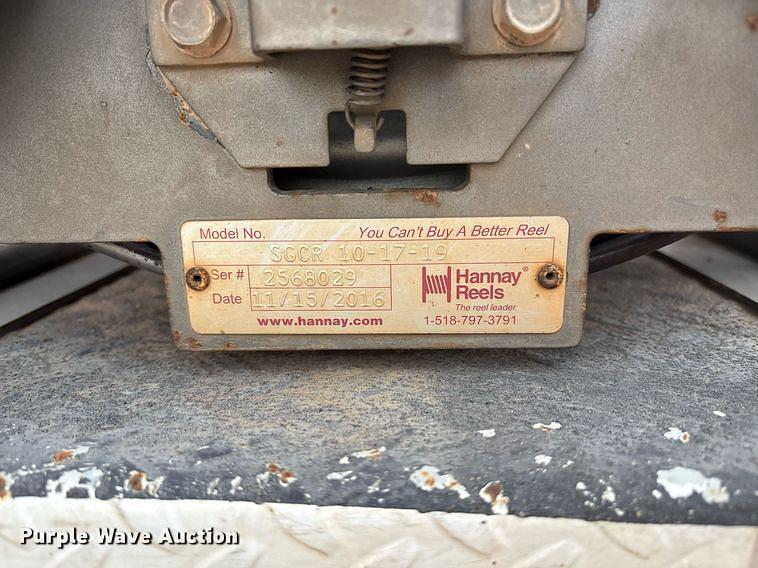 Model No. You Can't Buy A Better Reel
SGCR 10-17-19
Ser # 2568029
Date 11/15/2016
Hannay
Reels
The reel leader.
www.hannay.com 1-518-797-3791
Purple Wave Auction